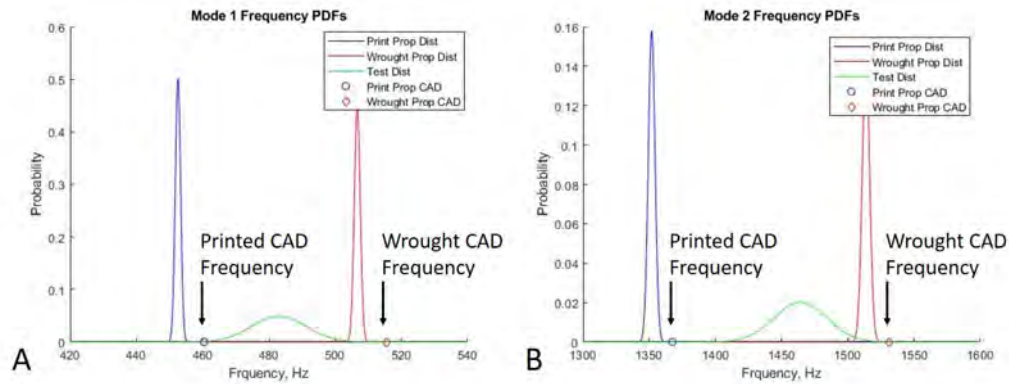 Mode 1 Frequency PDFs
0.6
0.5
0.4
0.3
0.2
0.1
0
Probability
Print Prop Dist
Wrought Prop Dist
Test Dist
Print Prop CAD
Wrought Prop CAD
Printed CAD
Frequency
Wrought CAD
Frequency
420 440 460 480 500 520 540
Frquency, Hz
A
Mode 2 Frequency PDFs
0.16
0.14
0.12
0.1
0.08
0.06
0.04
0.02
0
Probability
Print Prop Dist
Wrought Prop Dist
Test Dist
Print Prop CAD
Wrought Prop CAD
Printed CAD
Frequency
Wrought CAD
Frequency
1300 1350 1400 1450 1500 1550 1600
Frquency, Hz
B